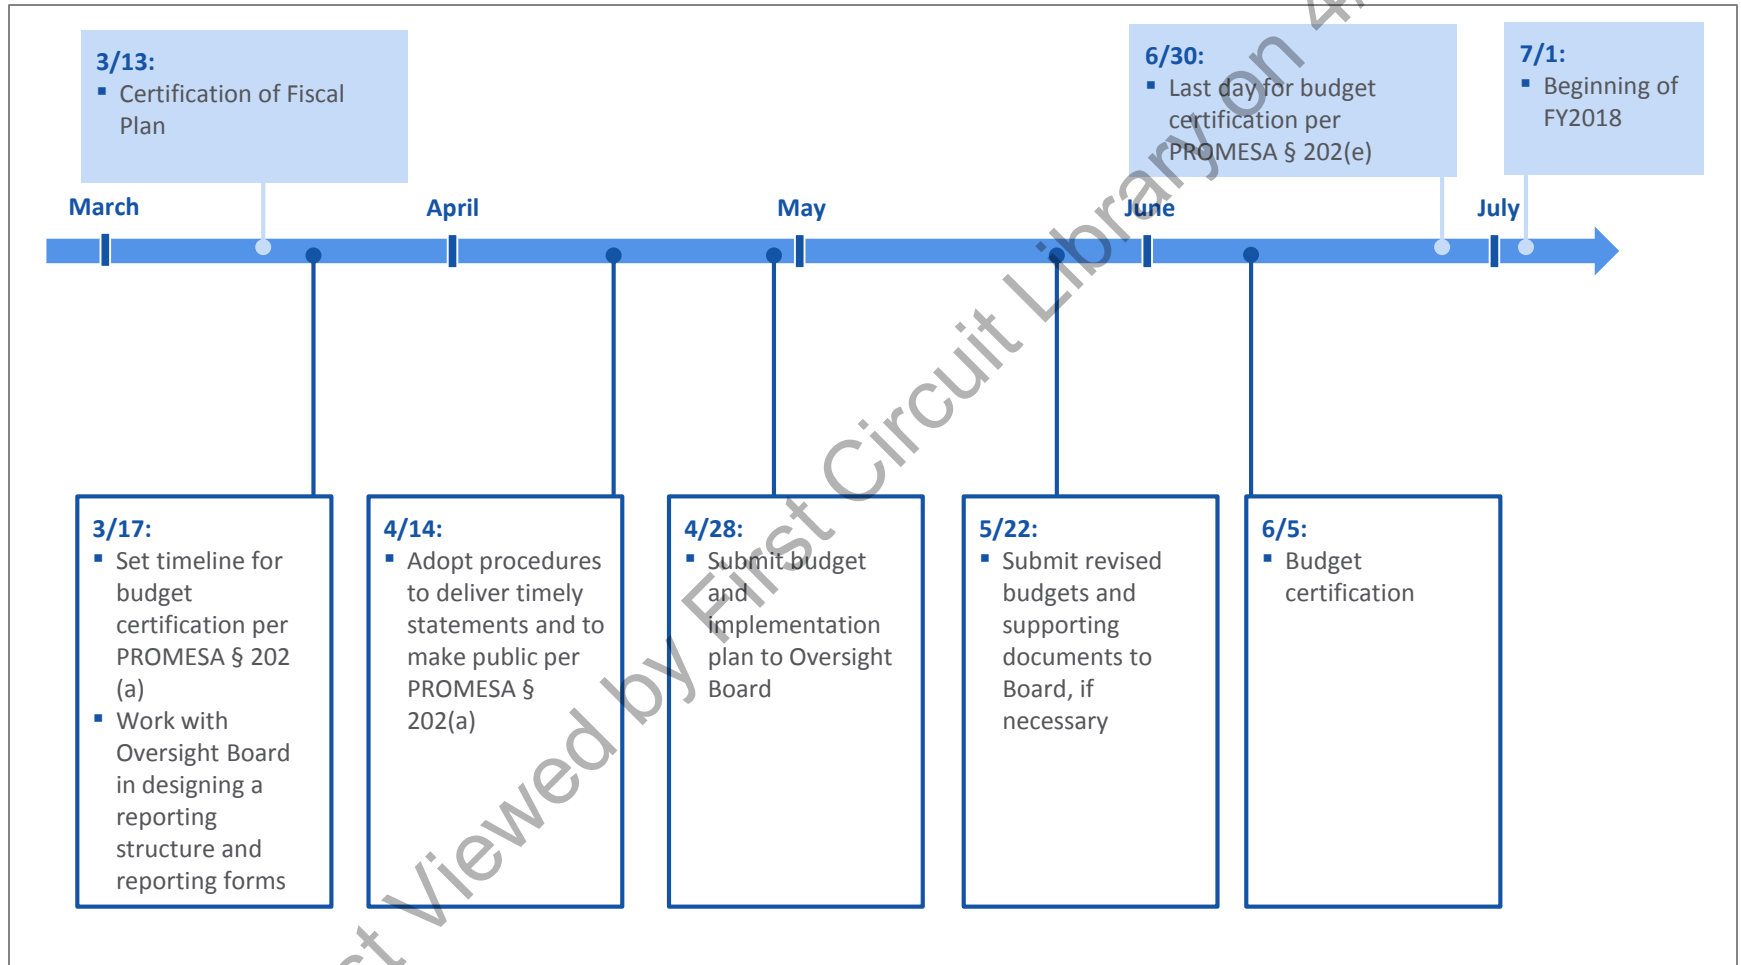 3/13:
▪ Certification of Fiscal
Plan
6/30:
▪ Last day for budget
certification per
PROMESA § 202(e)
7/1:
▪ Beginning of
FY2018
March
April
May
June
July
3/17:
▪ Set timeline for
budget
certification per
PROMESA § 202
(a)
▪ Work with
Oversight Board
in designing a
reporting
structure and
reporting forms
4/14:
▪ Adopt procedures
to deliver timely
statements and to
make public per
PROMESA §
202(a)
4/28:
▪ Submit budget
and
implementation
plan to Oversight
Board
5/22:
▪ Submit revised
budgets and
supporting
documents to
Board, if
necessary
6/5:
▪ Budget
certification
Viewed by First Circuit Library on